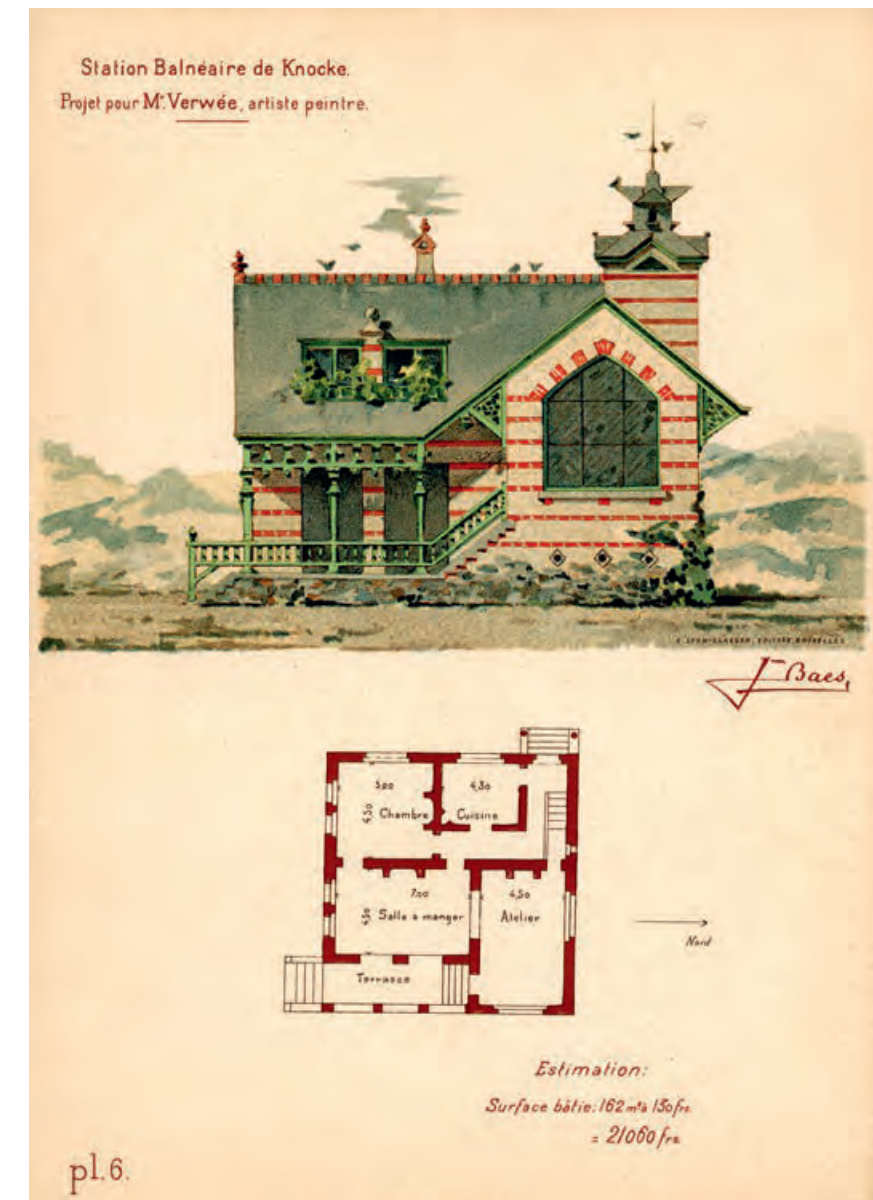 Station Balnéaire de Knocke.
Projet pour Mr. Verwée, artiste peintre.
EDITEUR, BRUXELLES
J Baes,
5,00
4,30
4,50
Chambre
Cuisine
7,00
4,50
4,50
Salle à manger
Atelier
Terrasse
Nord
Estimation:
Surface bâtie: 162 m² à 130 frs.
= 21060 frs.
pl.6.